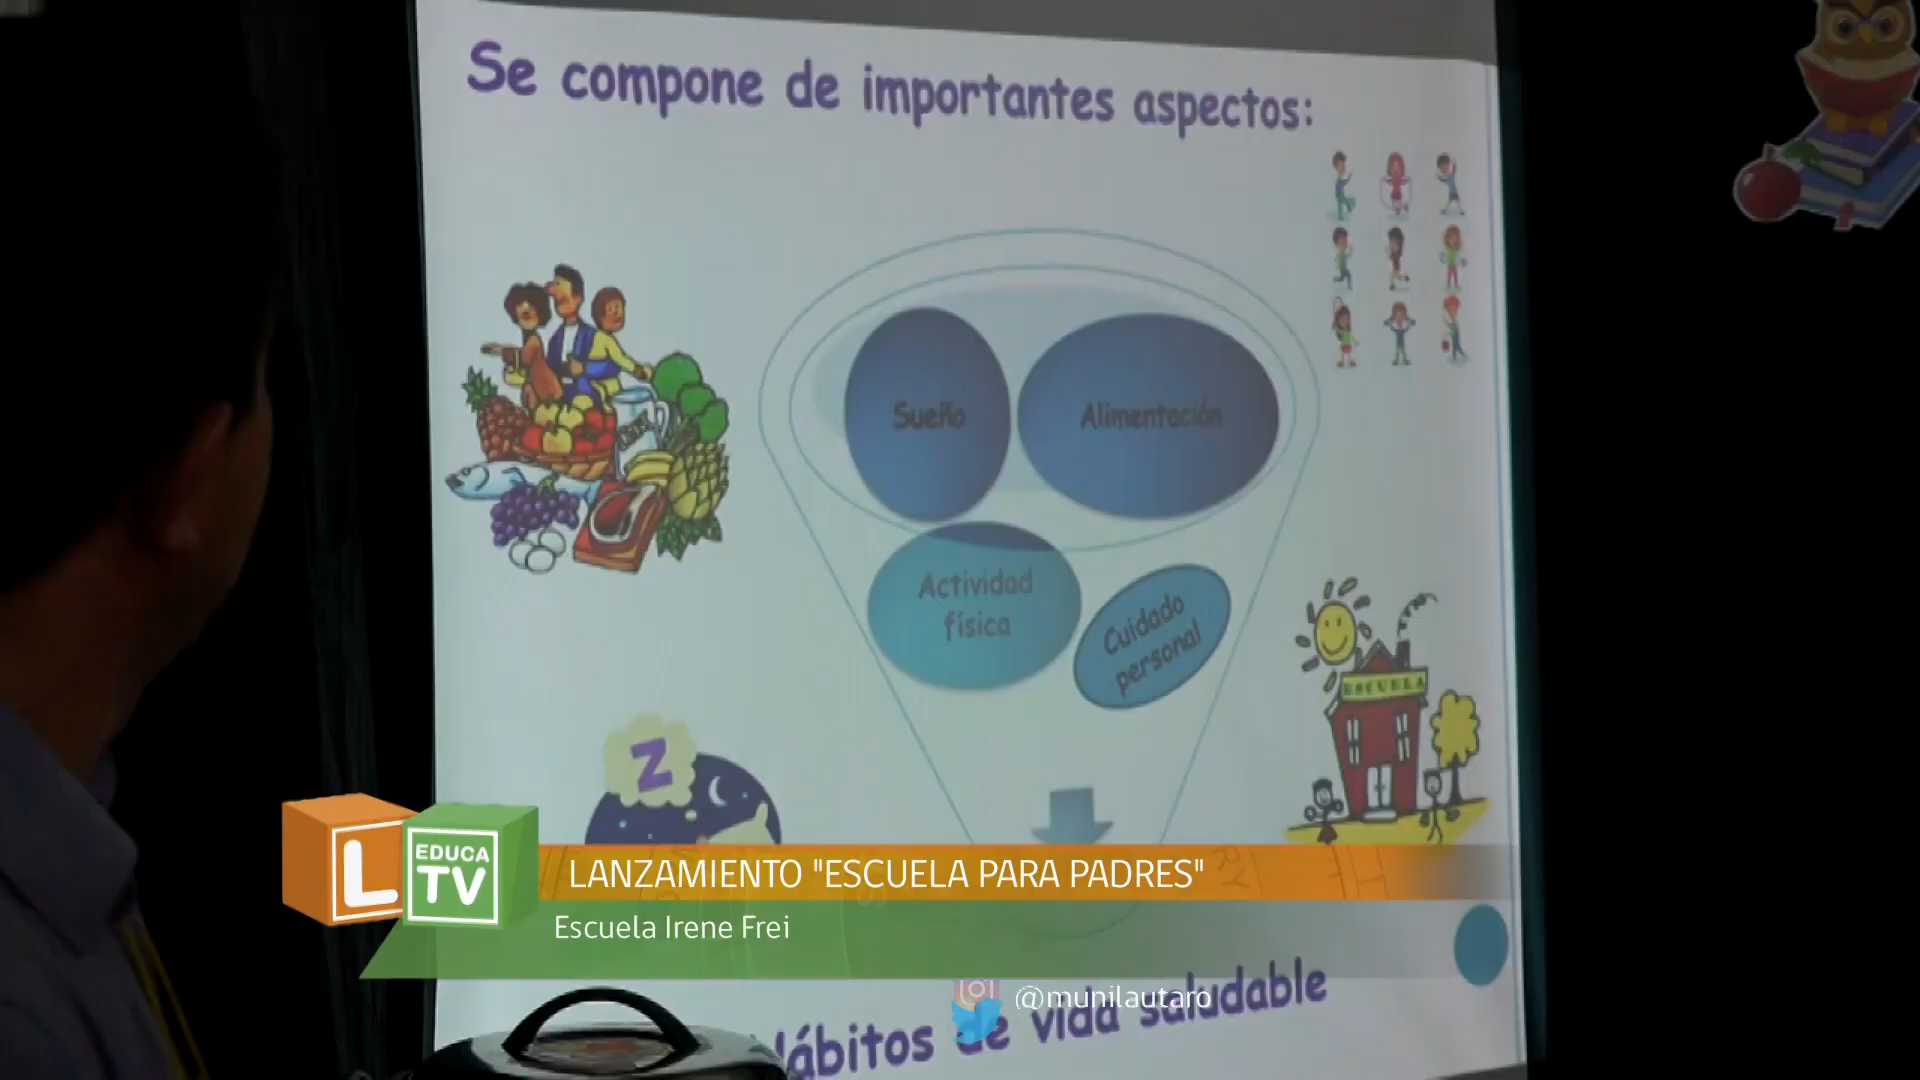 Se compone de importantes aspectos:
Sueño
Alimentación
Actividad
física
Cuidado
personal
ESCUELA
Z
L
EDUCA
TV
LANZAMIENTO "ESCUELA PARA PADRES"
Escuela Irene Frei
@munilautaro
Hábitos de vida saludable